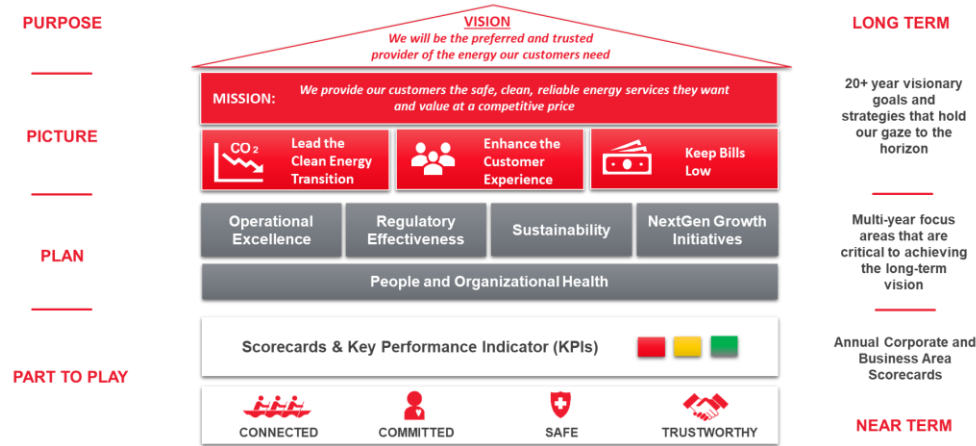 PURPOSE
VISION
We will be the preferred and trusted
provider of the energy our customers need
LONG TERM
MISSION:
We provide our customers the safe, clean, reliable energy services they want
and value at a competitive price
PICTURE
CO 2
Lead the
Clean Energy
Transition
Enhance the
Customer
Experience
Keep Bills
Low
20+ year visionary
goals and
strategies that hold
our gaze to the
horizon
PLAN
Operational
Excellence
Regulatory
Effectiveness
Sustainability
NextGen Growth
Initiatives
People and Organizational Health
Multi-year focus
areas that are
critical to achieving
the long-term
vision
PART TO PLAY
Scorecards & Key Performance Indicator (KPIs)
Annual Corporate and
Business Area
Scorecards
CONNECTED
COMMITTED
SAFE
TRUSTWORTHY
NEAR TERM